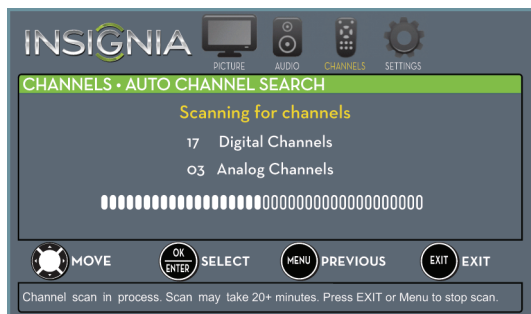 INSIGNIA
PICTURE AUDIO CHANNELS SETTINGS
CHANNELS • AUTO CHANNEL SEARCH
Scanning for channels
17 Digital Channels
03 Analog Channels
MOVE OK ENTER SELECT MENU PREVIOUS EXIT EXIT
Channel scan in process. Scan may take 20+ minutes. Press EXIT or Menu to stop scan.